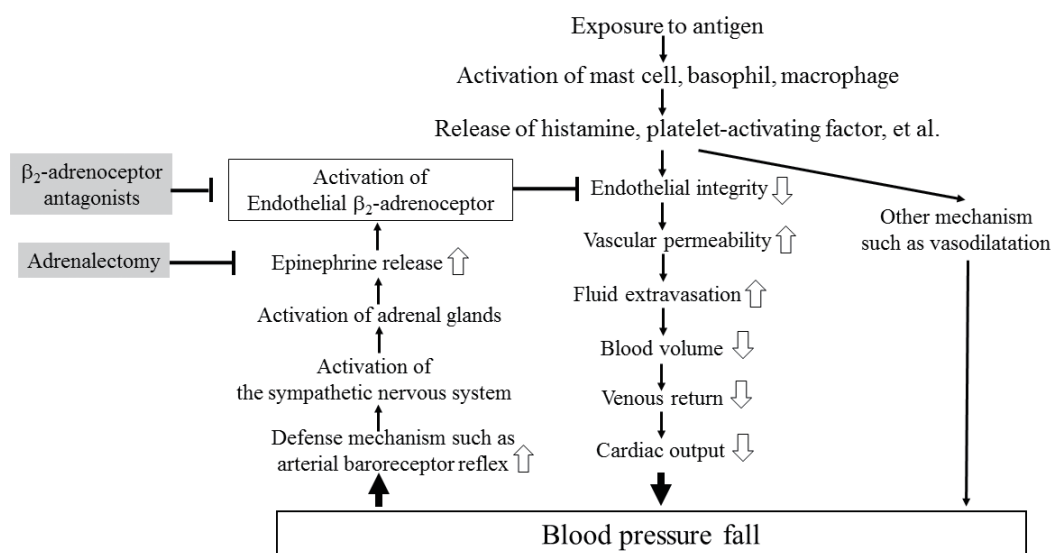 Exposure to antigen
Activation of mast cell, basophil, macrophage
Release of histamine, platelet-activating factor, et al.
β₂-adrenoceptor
antagonists
Activation of
Endothelial β₂-adrenoceptor
Endothelial integrity
Other mechanism
such as vasodilatation
Vascular permeability
Adrenalectomy
Epinephrine release
Fluid extravasation
Activation of adrenal glands
Blood volume
Activation of
the sympathetic nervous system
Venous return
Defense mechanism such as
arterial baroreceptor reflex
Cardiac output
Blood pressure fall